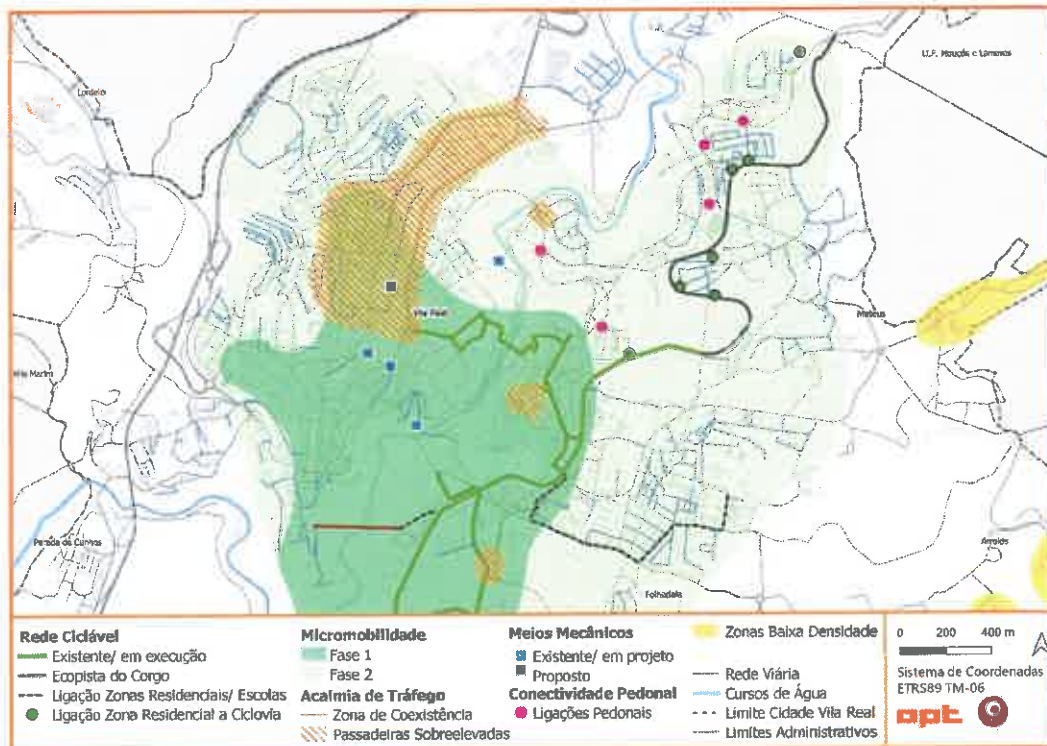 U.F. Mouçós e Lamares
Lordelo
Vila Real
Mateus
Vila Marim
Parada de Cunhos
Arroios
Folhadela
Rede Ciclável
Existente/ em execução
Ecopista do Corgo
Ligação Zonas Residenciais/ Escolas
Ligação Zona Residencial a Ciclovia
Micromobilidade
Fase 1
Fase 2
Acalmia de Tráfego
Zona de Coexistência
Passadeiras Sobreelevadas
Meios Mecânicos
Existente/ em projeto
Proposto
Conectividade Pedonal
Ligações Pedonais
Zonas Baixa Densidade
Rede Viária
Cursos de Água
Limite Cidade Vila Real
Limites Administrativos
0 200 400 m
Sistema de Coordenadas
ETRS89 TM-06
apt